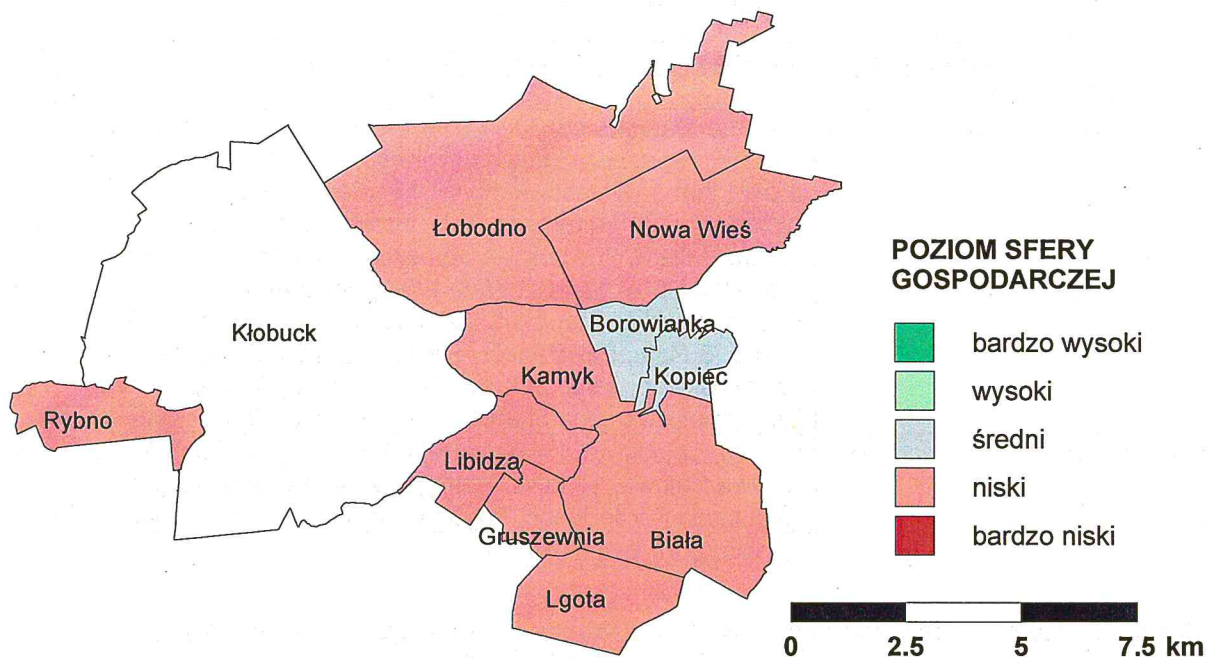 Łobodno
Nowa Wieś
Kłobuck
Borowianka
Kamyk
Kopiec
Rybno
Libidza
Gruszewnia
Biała
Lgota
POZIOM SFERY
GOSPODARCZEJ
bardzo wysoki
wysoki
średni
niski
bardzo niski
0 2.5 5 7.5 km